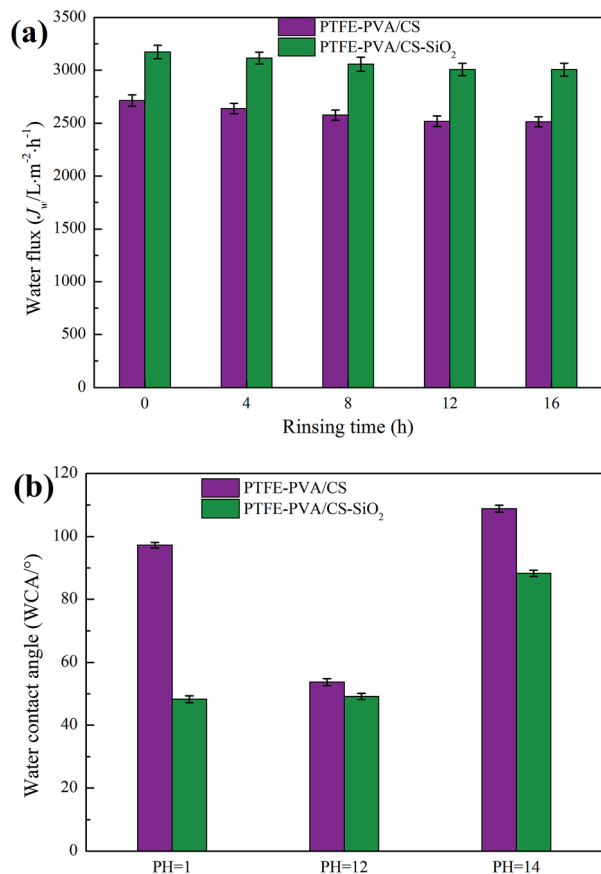 (a)
PTFE-PVA/CS
PTFE-PVA/CS-SiO₂
3500
3000
2500
2000
1500
1000
500
0
Water flux (J_w/L·m⁻²·h⁻¹)
0 4 8 12 16
Rinsing time (h)
(b)
PTFE-PVA/CS
PTFE-PVA/CS-SiO₂
120
100
80
60
40
20
0
Water contact angle (WCA/°)
PH=1 PH=12 PH=14